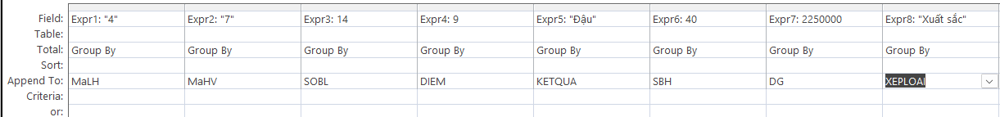 Field: Expr1: "4" Expr2: "7" Expr3: 14 Expr4: 9 Expr5: "Đậu" Expr6: 40 Expr7: 2250000 Expr8: "Xuất sắc"
Table:
Total: Group By Group By Group By Group By Group By Group By Group By Group By
Sort:
Append To: MaLH MaHV SOBL DIEM KETQUA SBH DG XEPLOAI
Criteria:
or: